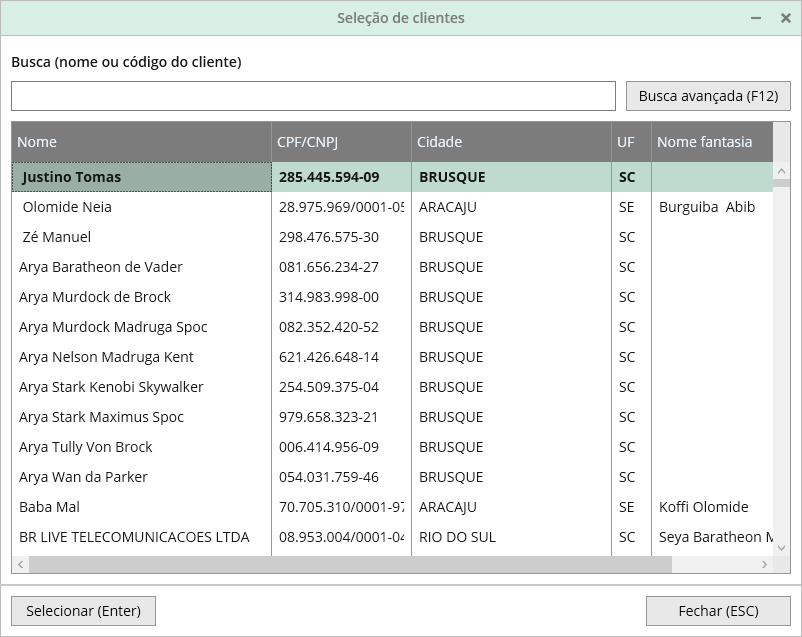 Seleção de clientes
Busca (nome ou código do cliente)
Busca avançada (F12)
Nome CPF/CNPJ Cidade UF Nome fantasia
Justino Tomas 285.445.594-09 BRUSQUE SC
Olomide Neia 28.975.969/0001-05 ARACAJU SE Burguiba Abib
Zé Manuel 298.476.575-30 BRUSQUE SC
Arya Baratheon de Vader 081.656.234-27 BRUSQUE SC
Arya Murdock de Brock 314.983.998-00 BRUSQUE SC
Arya Murdock Madruga Spoc 082.352.420-52 BRUSQUE SC
Arya Nelson Madruga Kent 621.426.648-14 BRUSQUE SC
Arya Stark Kenobi Skywalker 254.509.375-04 BRUSQUE SC
Arya Stark Maximus Spoc 979.658.323-21 BRUSQUE SC
Arya Tully Von Brock 006.414.956-09 BRUSQUE SC
Arya Wan da Parker 054.031.759-46 BRUSQUE SC
Baba Mal 70.705.310/0001-97 ARACAJU SE Koffi Olomide
BR LIVE TELECOMUNICACOES LTDA 08.953.004/0001-04 RIO DO SUL SC Seya Baratheon M
Selecionar (Enter) Fechar (ESC)